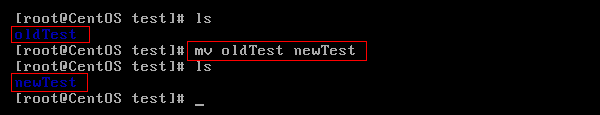 [root@CentOS test]# ls
oldTest
[root@CentOS test]# mv oldTest newTest
[root@CentOS test]# ls
newTest
[root@CentOS test]# _